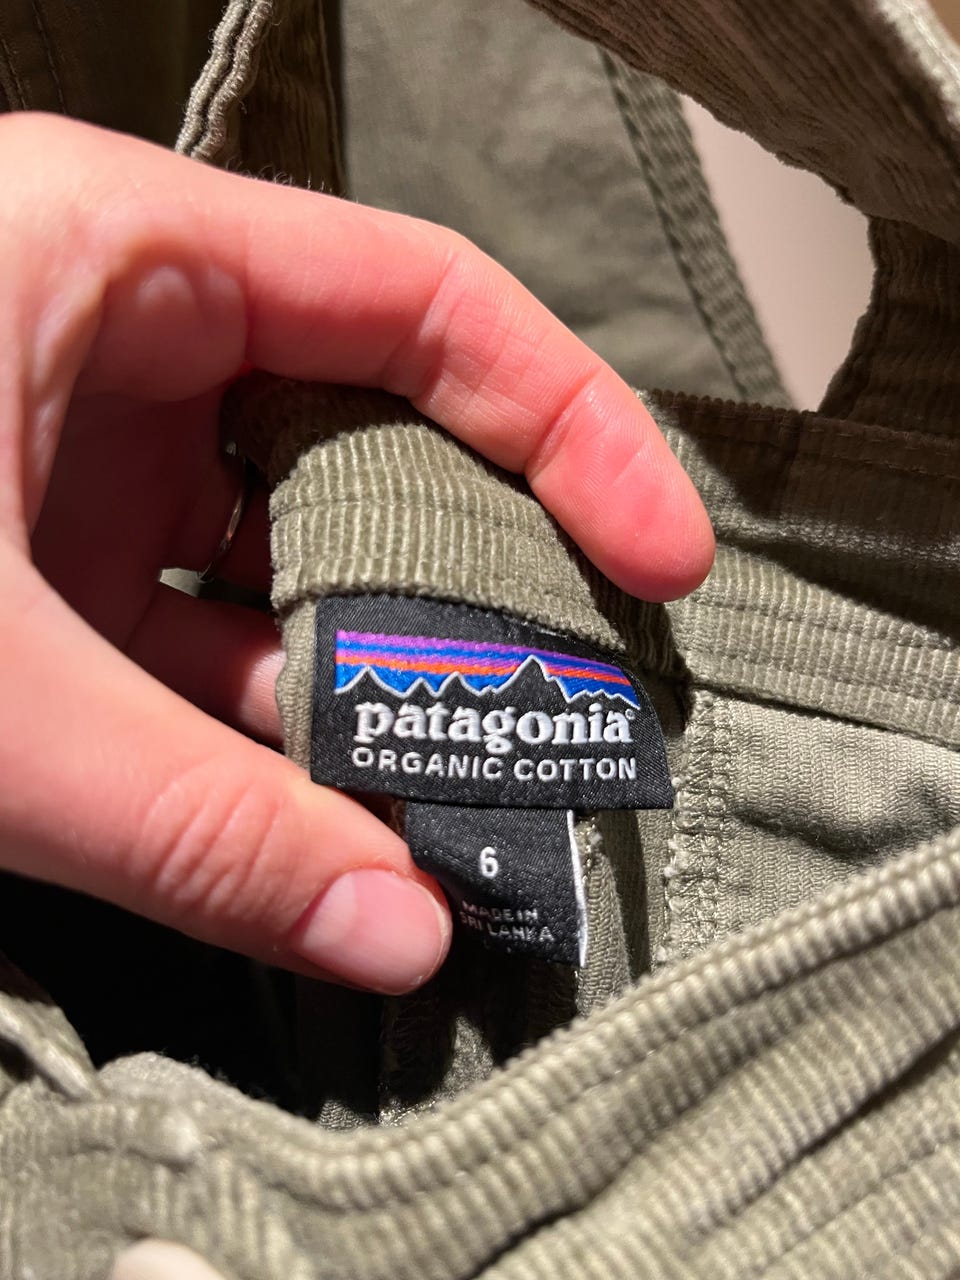 patagonia®
ORGANIC COTTON
6
MADE IN
SRI LANKA